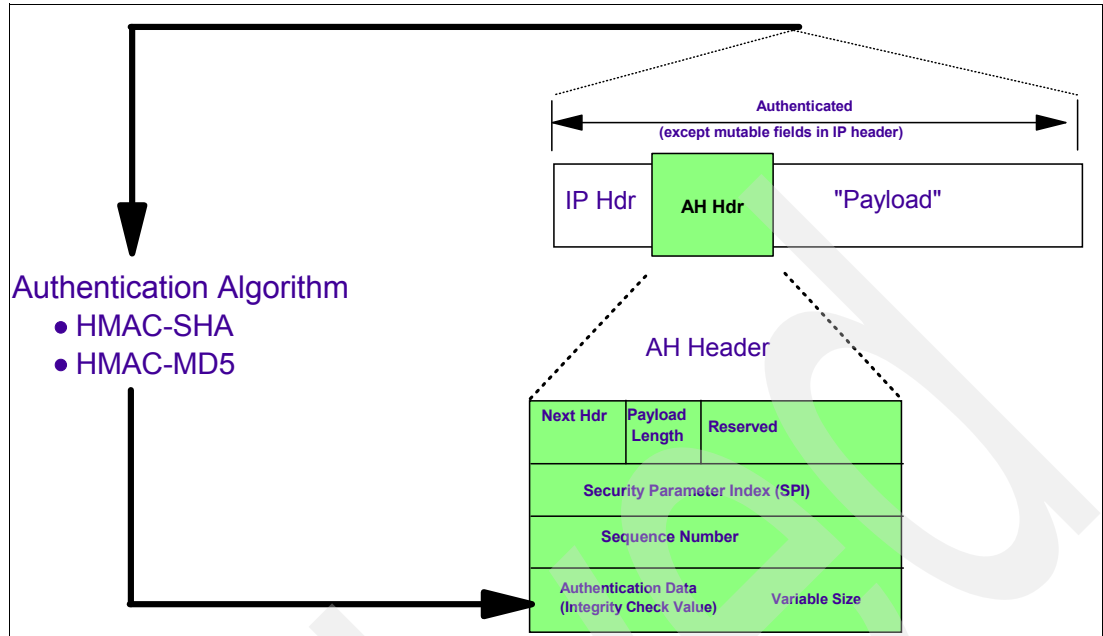 Authenticated
(except mutable fields in IP header)
IP Hdr
AH Hdr
"Payload"
Authentication Algorithm
• HMAC-SHA
• HMAC-MD5
AH Header
Next Hdr
Payload
Length
Reserved
Security Parameter Index (SPI)
Sequence Number
Authentication Data
(Integrity Check Value)
Variable Size